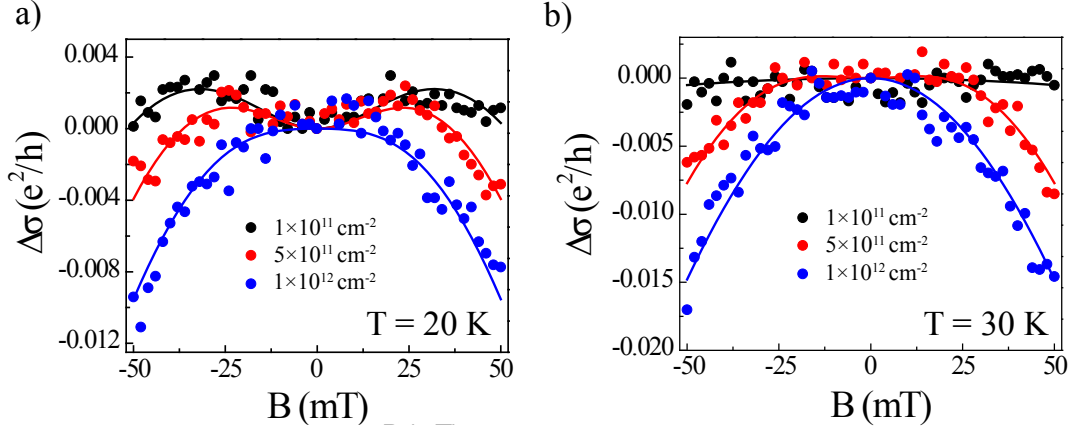 a)
0.004
0.000
-0.004
-0.008
-0.012
Δσ (e²/h)
1×10¹¹ cm⁻²
5×10¹¹ cm⁻²
1×10¹² cm⁻²
T = 20 K
-50 -25 0 25 50
B (mT)
b)
0.000
-0.005
-0.010
-0.015
-0.020
Δσ (e²/h)
1×10¹¹ cm⁻²
5×10¹¹ cm⁻²
1×10¹² cm⁻²
T = 30 K
-50 -25 0 25 50
B (mT)